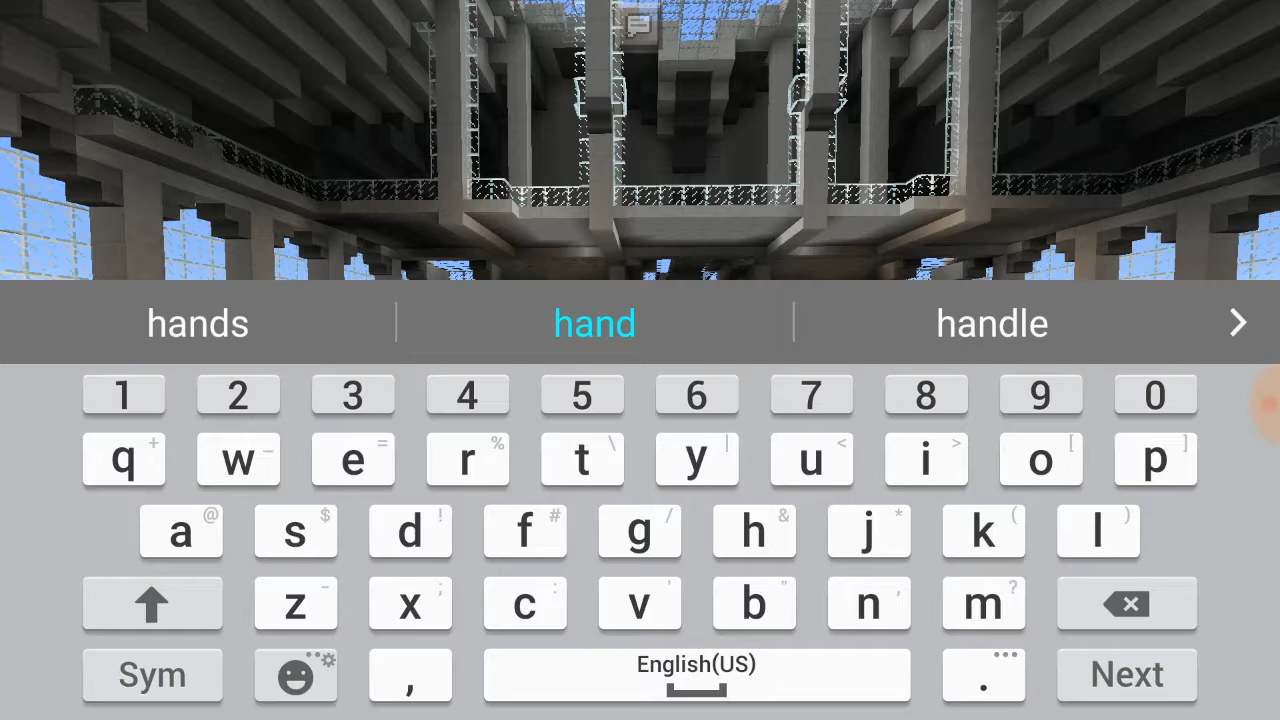 hands hand handle
1 2 3 4 5 6 7 8 9 0
q + w _ e = r % t \ y | u < i > o [ p ]
a @ s $ d ! f # g / h & j * k ( l )
z - x ; c : v ' b " n , m ?
Sym , English(US) . Next